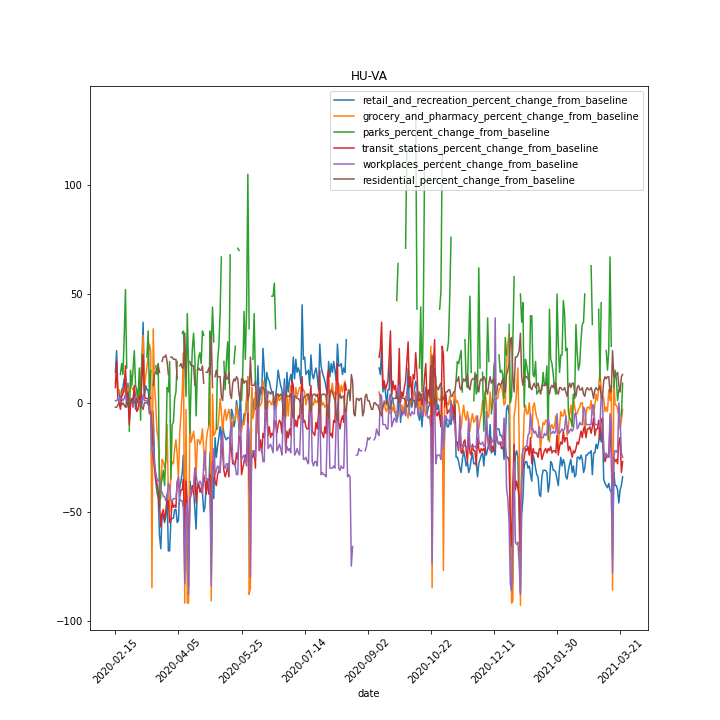 HU-VA
retail_and_recreation_percent_change_from_baseline
grocery_and_pharmacy_percent_change_from_baseline
parks_percent_change_from_baseline
transit_stations_percent_change_from_baseline
workplaces_percent_change_from_baseline
residential_percent_change_from_baseline
100
50
0
−50
−100
2020-02-15
2020-04-05
2020-05-25
2020-07-14
2020-09-02
2020-10-22
2020-12-11
2021-01-30
2021-03-21
date